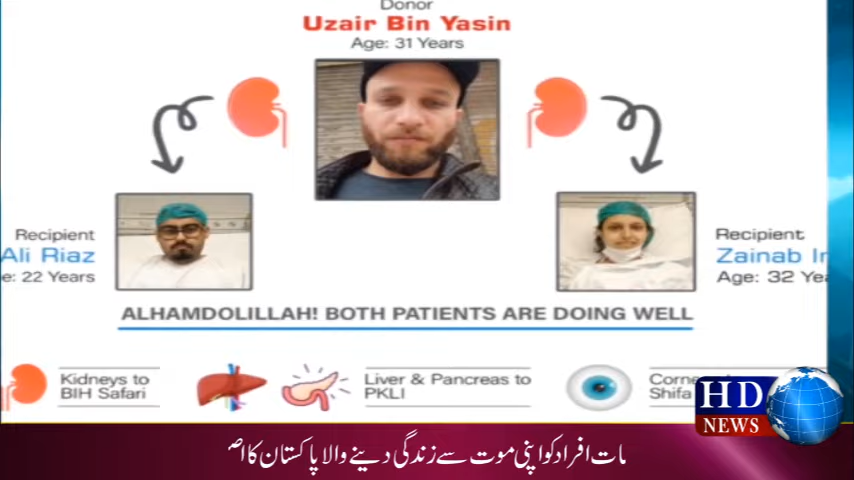 Donor
Uzair Bin Yasin
Age: 31 Years
Recipient
Ali Riaz
e: 22 Years
Recipient
Zainab
Age: 32
ALHAMDOLILLAH! BOTH PATIENTS ARE DOING WELL
Kidneys to
BIH Safari
Liver & Pancreas to
PKLI
Shifa
HD
NEWS
افراد کو اپنی موت سے زندگی دینے والا پاکستان کا